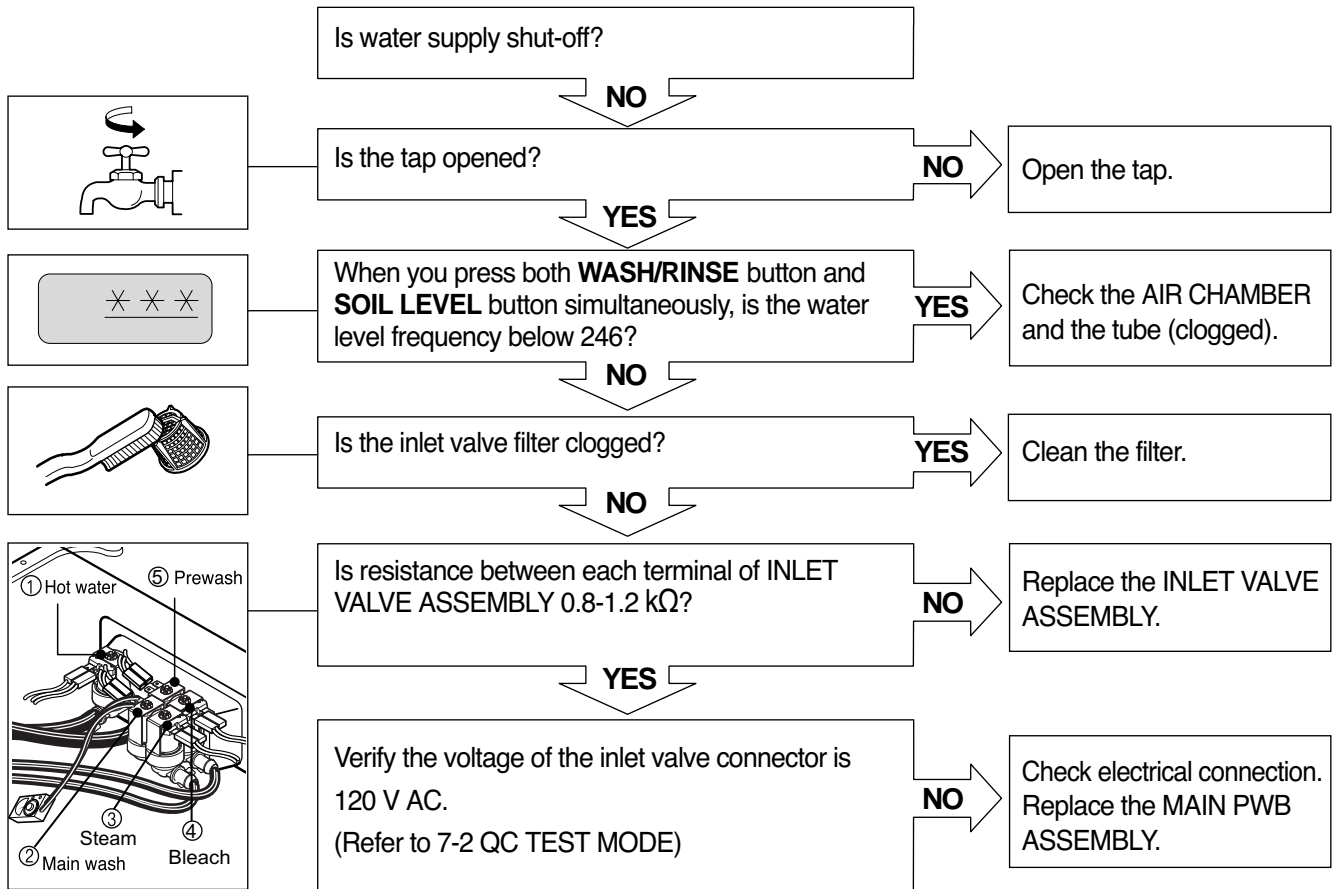 Is water supply shut-off?
NO
Is the tap opened?
NO
Open the tap.
YES
When you press both WASH/RINSE button and
SOIL LEVEL button simultaneously, is the water
level frequency below 246?
YES
Check the AIR CHAMBER
and the tube (clogged).
NO
Is the inlet valve filter clogged?
YES
Clean the filter.
NO
① Hot water
⑤ Prewash
③
Steam
④
Bleach
② Main wash
Is resistance between each terminal of INLET
VALVE ASSEMBLY 0.8-1.2 kΩ?
NO
Replace the INLET VALVE
ASSEMBLY.
YES
Verify the voltage of the inlet valve connector is
120 V AC.
(Refer to 7-2 QC TEST MODE)
NO
Check electrical connection.
Replace the MAIN PWB
ASSEMBLY.